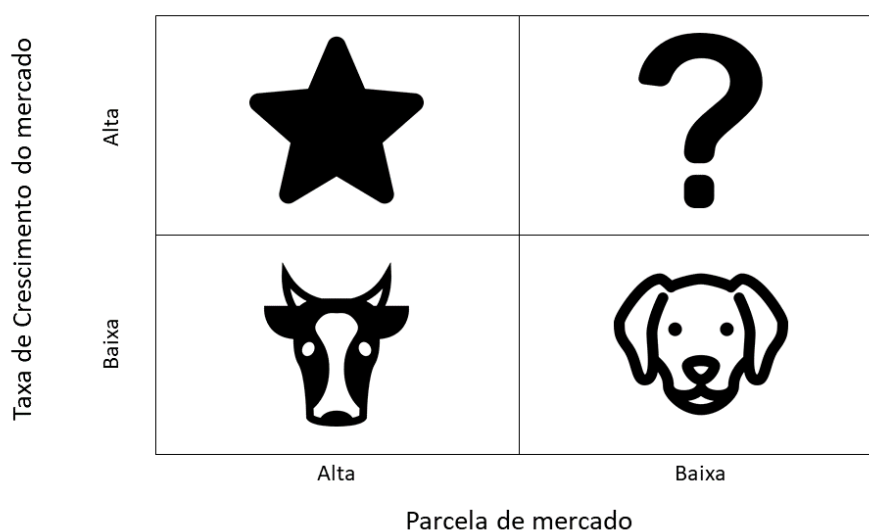 Taxa de Crescimento do mercado
Alta
?
Baixa
Alta
Baixa
Parcela de mercado